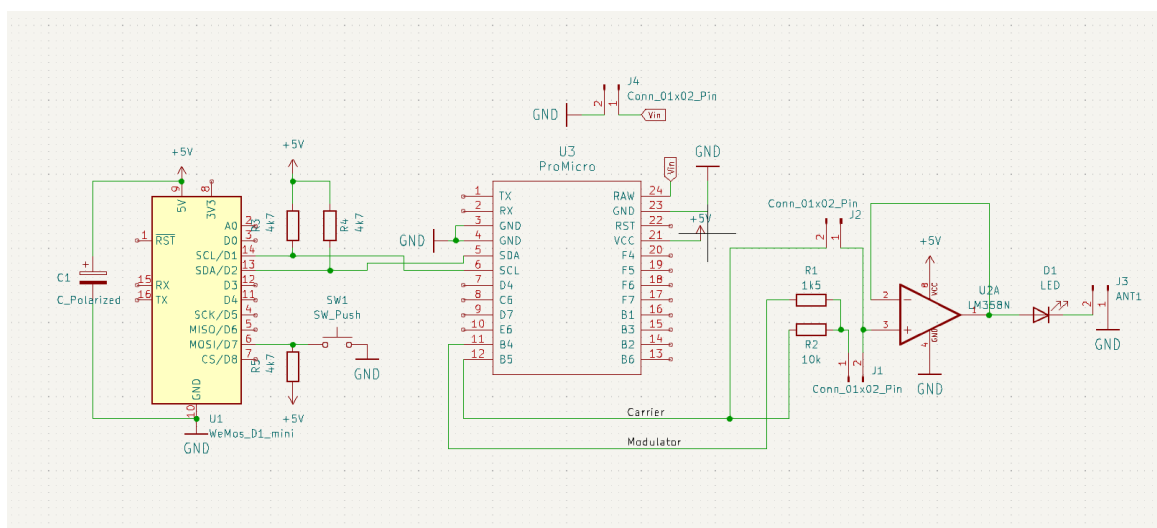 J4
Conn_01x02_Pin
GND
2
1
Vin
U3
ProMicro
Vin
GND
+5V
+5V
9
8
5V
3V3
1
RST
15
RX
16
TX
2
A0
3
D0
14
SCL/D1
13
SDA/D2
12
D3
11
D4
4
SCK/D5
5
MISO/D6
6
MOSI/D7
7
CS/D8
GND
10
U1
WeMos_D1_mini
GND
C1
+
C_Polarized
4k7
R4
4k7
SW1
SW_Push
GND
R5
4k7
+5V
GND
1
TX
2
RX
3
GND
4
GND
5
SDA
6
SCL
7
D4
8
C6
9
D7
10
E6
11
B4
12
B5
RAW
24
GND
23
RST
22
VCC
21
F4
20
F5
19
F6
18
F7
17
B1
16
B3
15
B2
14
B6
13
+5V
Conn_01x02_Pin
J2
2
1
R1
1k5
R2
10k
1
2
J1
Conn_01x02_Pin
Carrier
Modulator
+5V
2
-
3
+
8
VCC
GND
4
1
U2A
LM358N
GND
D1
LED
J3
ANT1
2
1
GND